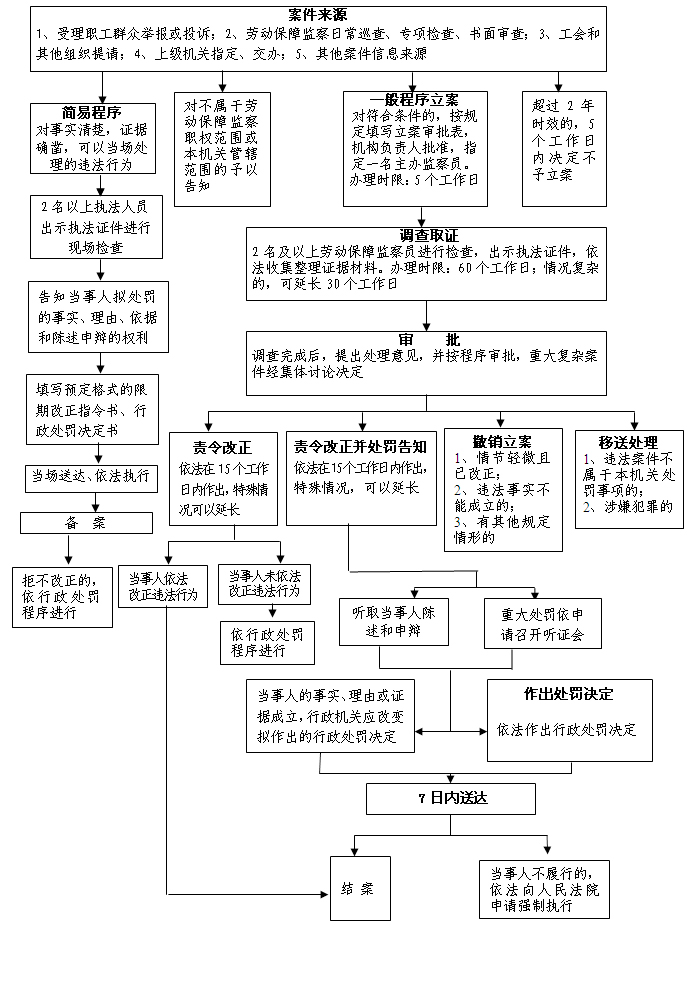 案件来源
1、受理职工群众举报或投诉；2、劳动保障监察日常巡查、专项检查、书面审查；3、工会和
其他组织提请；4、上级机关指定、交办；5、其他案件信息来源
简易程序
对事实清楚，证据
确凿，可以当场处
理的违法行为
对不属于劳
动保障监察
职权范围或
本机关管辖
范围的予以
告知
一般程序立案
对符合条件的，按规
定填写立案审批表，
机构负责人批准，指
定一名主办监察员。
办理时限：5个工作日
超过2年
时效的，5
个工作日
内决定不
予立案
2名以上执法人员
出示执法证件进行
现场检查
调查取证
2名及以上劳动保障监察员进行检查，出示执法证件，依
法收集整理证据材料。办理时限：60个工作日；情况复杂
的，可延长30个工作日
告知当事人拟处罚
的事实、理由、依据
和陈述申辩的权利
审 批
调查完成后，提出处理意见，并按程序审批，重大复杂案
件经集体讨论决定
填写预定格式的限
期改正指令书、行
政处罚决定书
当场送达、依法执行
备 案
拒不改正的，
依行政处罚
程序进行
责令改正
依法在15个工作
日内作出，特殊情
况可以延长
责令改正并处罚告知
依法在15个工作日内作出，
特殊情况，可以延长
撤销立案
1、情节轻微且
已改正；
2、违法事实不
能成立的；
3、有其他规定
情形的
移送处理
1、违法案件不
属于本机关处
罚事项的；
2、涉嫌犯罪的
当事人依法
改正违法行为
当事人未依法
改正违法行为
依行政处罚
程序进行
听取当事人陈
述和申辩
重大处罚依申
请召开听证会
当事人的事实、理由或证
据成立，行政机关应改变
拟作出的行政处罚决定
作出处罚决定
依法作出行政处罚决定
7日内送达
结 案
当事人不履行的，
依法向人民法院
申请强制执行